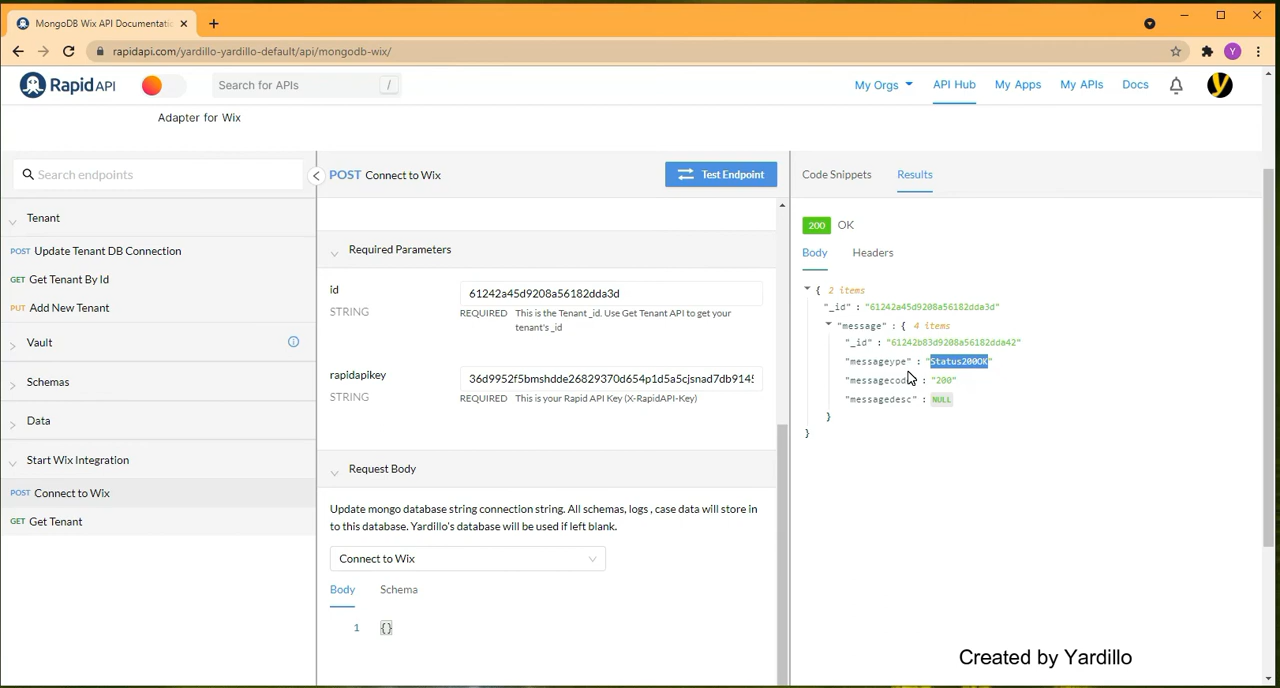 MongoDB Wix API Documentatic
rapidapi.com/yardillo-yardillo-default/api/mongodb-wix/
Y
Rapid API
Search for APIs
/
My Orgs
API Hub
My Apps
My APIs
Docs
y
Adapter for Wix
Search endpoints
Tenant
POST Update Tenant DB Connection
GET Get Tenant By Id
PUT Add New Tenant
Vault
Schemas
Data
Start Wix Integration
POST Connect to Wix
GET Get Tenant
POST Connect to Wix
Test Endpoint
Required Parameters
id
STRING
61242a45d9208a56182dda3d
REQUIRED This is the Tenant _id. Use Get Tenant API to get your
tenant's _id
rapidapikey
STRING
36d9952f5bmshdde26829370d654p1d5a5cjsnad7db9145
REQUIRED This is your Rapid API Key (X-RapidAPI-Key)
Request Body
Update mongo database string connection string. All schemas, logs , case data will store in
to this database. Yardillo's database will be used if left blank.
Connect to Wix
Body
Schema
1 {}
Code Snippets
Results
200 OK
Body
Headers
{ 2 items
"_id" : "61242a45d9208a56182dda3d"
"message" : { 4 items
"_id" : "61242b83d9208a56182dda42"
"messageype" : "Status200OK"
"messagecode" : "200"
"messagedesc" : NULL
}
}
Created by Yardillo